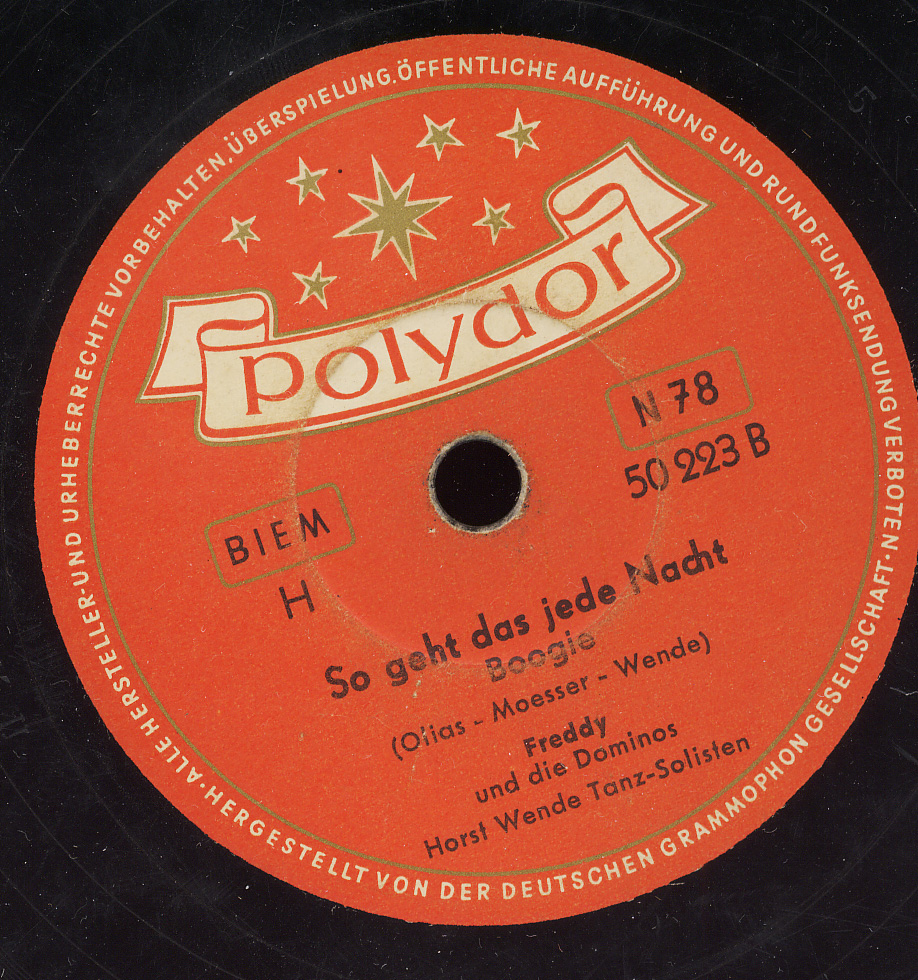 ALLE HERSTELLER-UND URHEBERRECHTE VORBEHALTEN, ÜBERSPIELUNG, ÖFFENTLICHE AUFFÜHRUNG UND RUNDFUNKSENDUNG VERBOTEN · HERGESTELLT VON DER DEUTSCHEN GRAMMOPHON GESELLSCHAFT ·
polydor
N 78
50 223 B
BIEM
H
So geht das jede Nacht
Boogie
(Olias - Moesser - Wende)
Freddy
und die Dominos
Horst Wende Tanz-Solisten